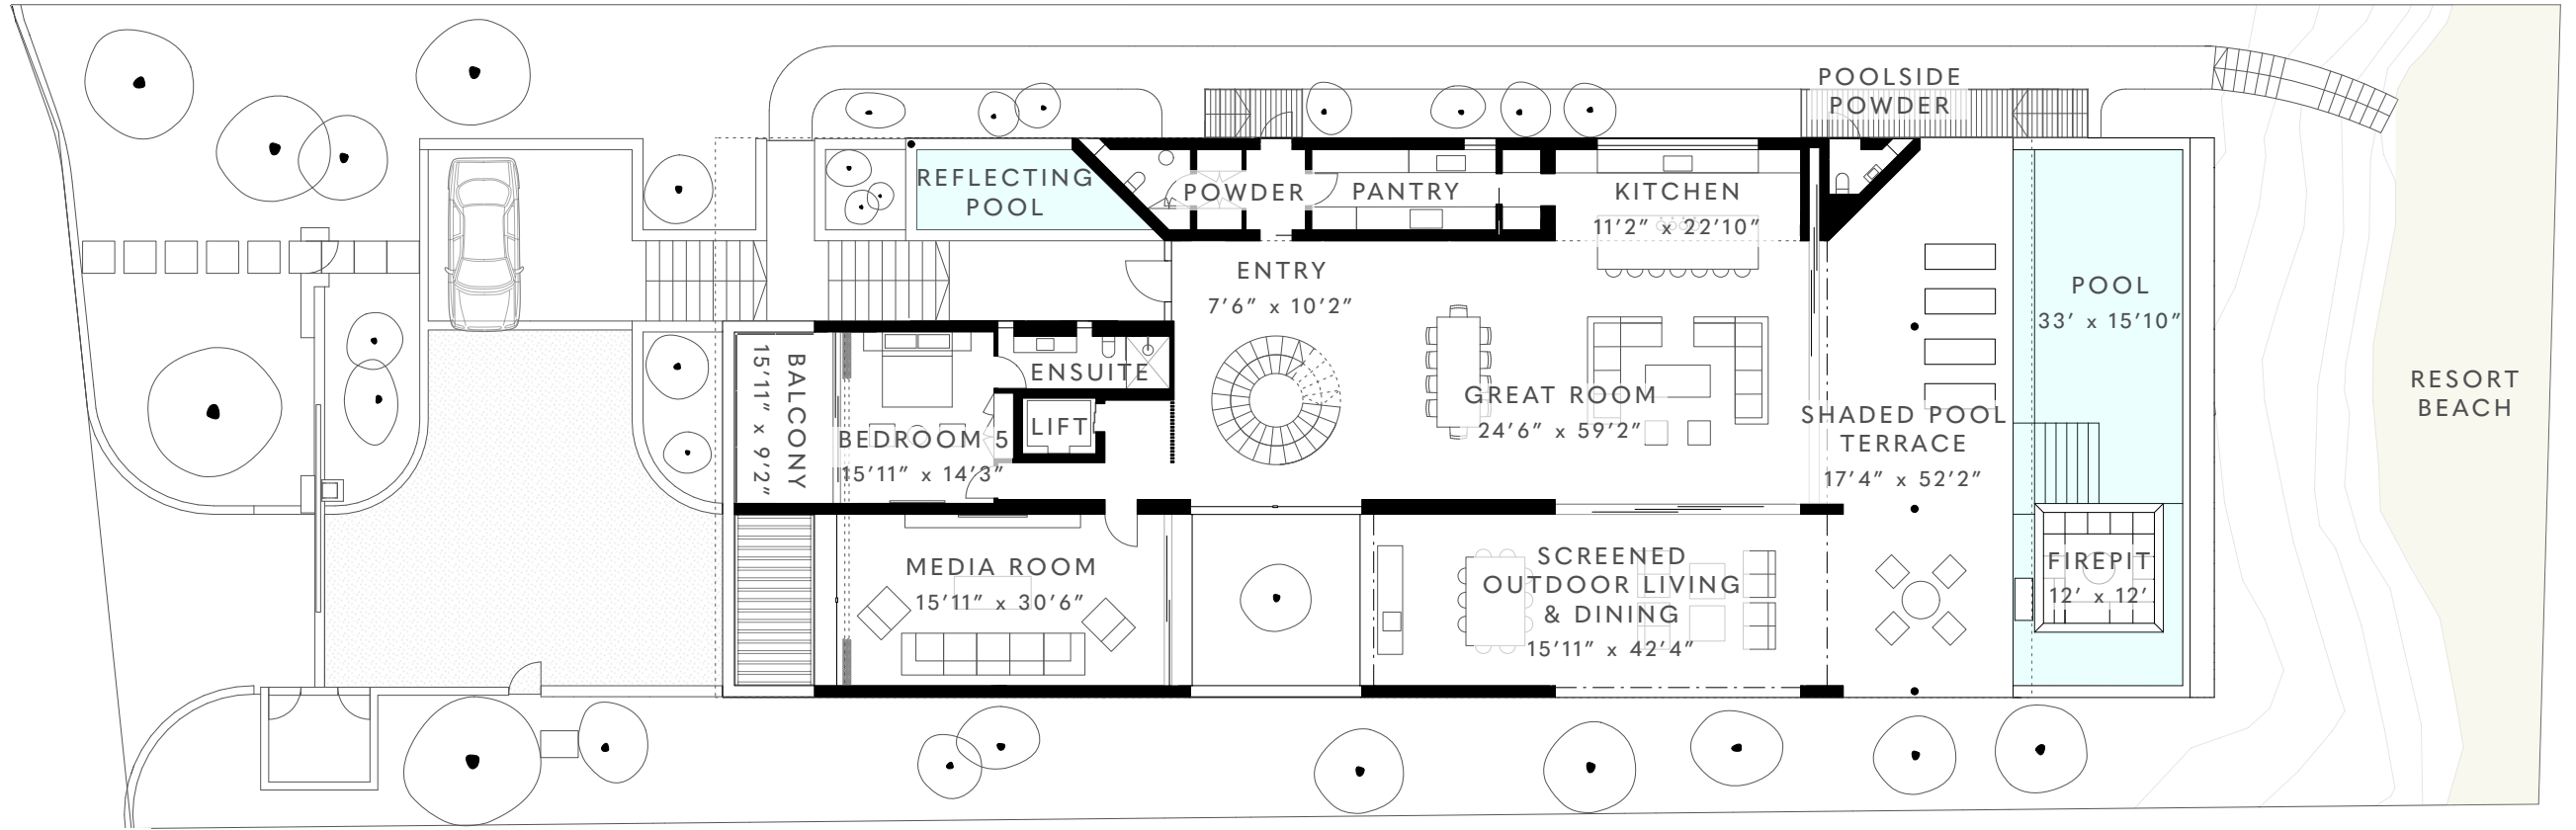 POOLSIDE
POWDER
REFLECTING
POOL
POWDER
PANTRY
KITCHEN
11'2" x 22'10"
ENTRY
7'6" x 10'2"
POOL
33' x 15'10"
BALCONY
15'11" x 9'2"
ENSUITE
LIFT
BEDROOM 5
15'11" x 14'3"
GREAT ROOM
24'6" x 59'2"
SHADED POOL
TERRACE
17'4" x 52'2"
RESORT
BEACH
MEDIA ROOM
15'11" x 30'6"
SCREENED
OUTDOOR LIVING
& DINING
15'11" x 42'4"
FIREPIT
12' x 12'